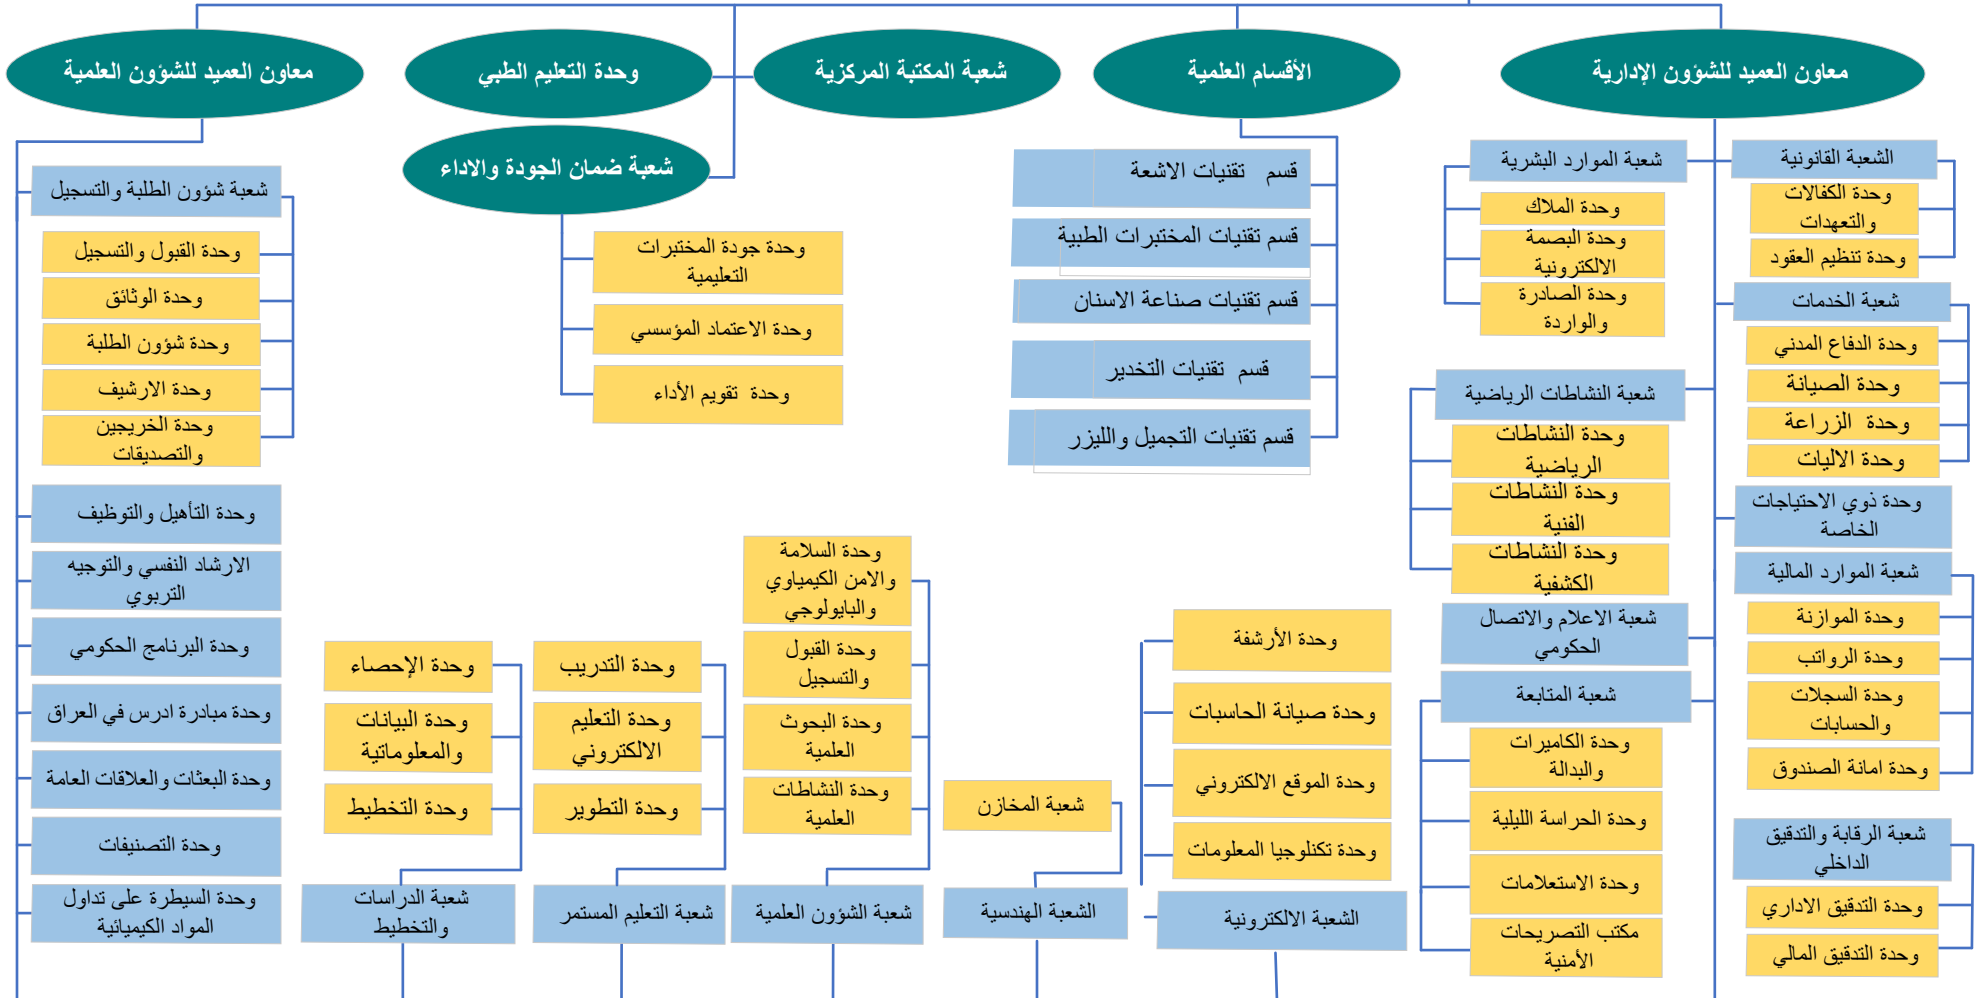 معاون العميد للشؤون الإدارية
الأقسام العلمية
شعبة المكتبة المركزية
وحدة التعليم الطبي
معاون العميد للشؤون العلمية
شعبة ضمان الجودة والاداء
الشعبة القانونية
وحدة الكفالات
والتعهدات
وحدة تنظيم العقود
شعبة الخدمات
وحدة الدفاع المدني
وحدة الصيانة
وحدة الزراعة
وحدة الاليات
وحدة ذوي الاحتياجات
الخاصة
شعبة الموارد المالية
وحدة الموازنة
وحدة الرواتب
وحدة السجلات
والحسابات
وحدة امانة الصندوق
شعبة الرقابة والتدقيق
الداخلي
وحدة التدقيق الاداري
وحدة التدقيق المالي
شعبة الموارد البشرية
وحدة الملاك
وحدة البصمة
الالكترونية
وحدة الصادرة
والواردة
شعبة النشاطات الرياضية
وحدة النشاطات
الرياضية
وحدة النشاطات
الفنية
وحدة النشاطات
الكشفية
شعبة الاعلام والاتصال
الحكومي
شعبة المتابعة
وحدة الكاميرات
والبدالة
وحدة الحراسة الليلية
وحدة الاستعلامات
مكتب التصريحات
الأمنية
قسم تقنيات الاشعة
قسم تقنيات المختبرات الطبية
قسم تقنيات صناعة الاسنان
قسم تقنيات التخدير
قسم تقنيات التجميل والليزر
وحدة الأرشفة
وحدة صيانة الحاسبات
وحدة الموقع الالكتروني
وحدة تكنلوجيا المعلومات
الشعبة الالكترونية
شعبة المخازن
الشعبة الهندسية
وحدة جودة المختبرات
التعليمية
وحدة الاعتماد المؤسسي
وحدة تقويم الأداء
وحدة السلامة
والامن الكيمياوي
والبايولوجي
وحدة القبول
والتسجيل
وحدة البحوث
العلمية
وحدة النشاطات
العلمية
شعبة الشؤون العلمية
وحدة التدريب
وحدة التعليم
الالكتروني
وحدة التطوير
شعبة التعليم المستمر
وحدة الإحصاء
وحدة البيانات
والمعلوماتية
وحدة التخطيط
شعبة الدراسات
والتخطيط
شعبة شؤون الطلبة والتسجيل
وحدة القبول والتسجيل
وحدة الوثائق
وحدة شؤون الطلبة
وحدة الارشيف
وحدة الخريجين
والتصديقات
وحدة التأهيل والتوظيف
الارشاد النفسي والتوجيه
التربوي
وحدة البرنامج الحكومي
وحدة مبادرة ادرس في العراق
وحدة البعثات والعلاقات العامة
وحدة التصنيفات
وحدة السيطرة على تداول
المواد الكيميائية